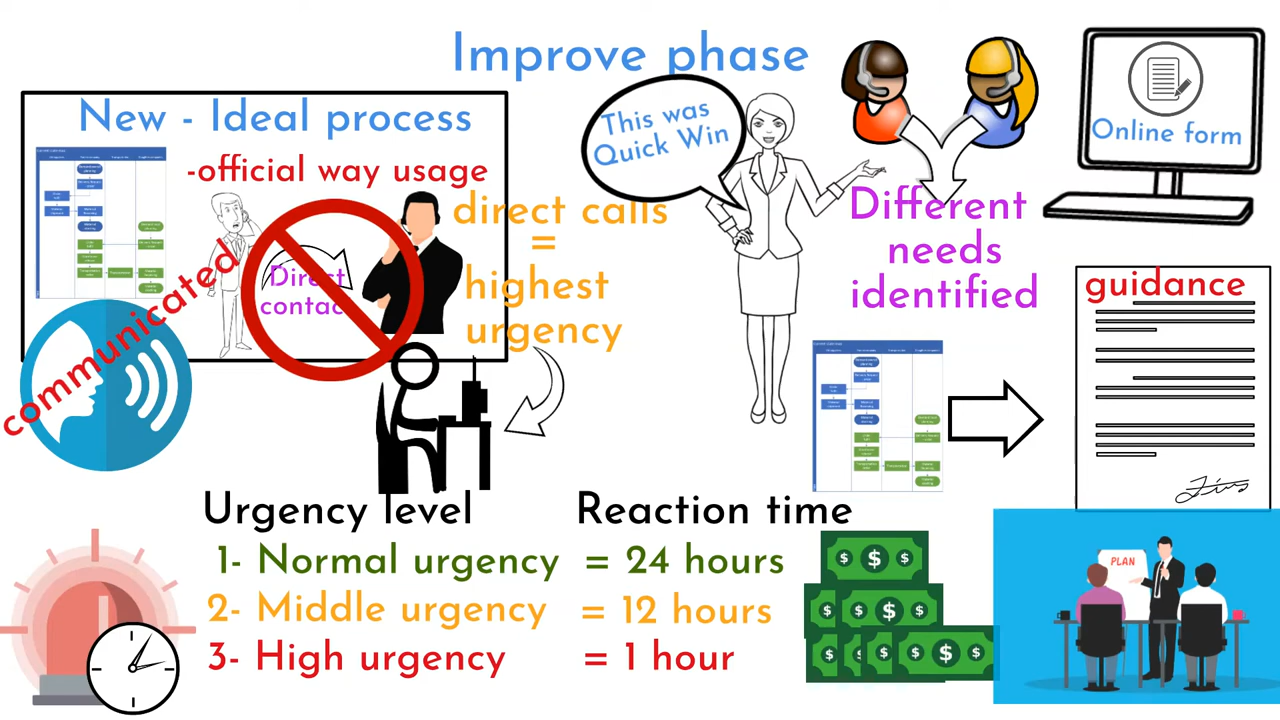 Improve phase
New - Ideal process
-official way usage
Direct
contac
communicated
direct calls
=
highest
urgency
This was
Quick Win
Different
needs
identified
Online form
guidance
PLAN
Urgency level
Reaction time
1- Normal urgency = 24 hours
2- Middle urgency = 12 hours
3- High urgency = 1 hour
$ $ $
$ $ $
$ $ $ $ $